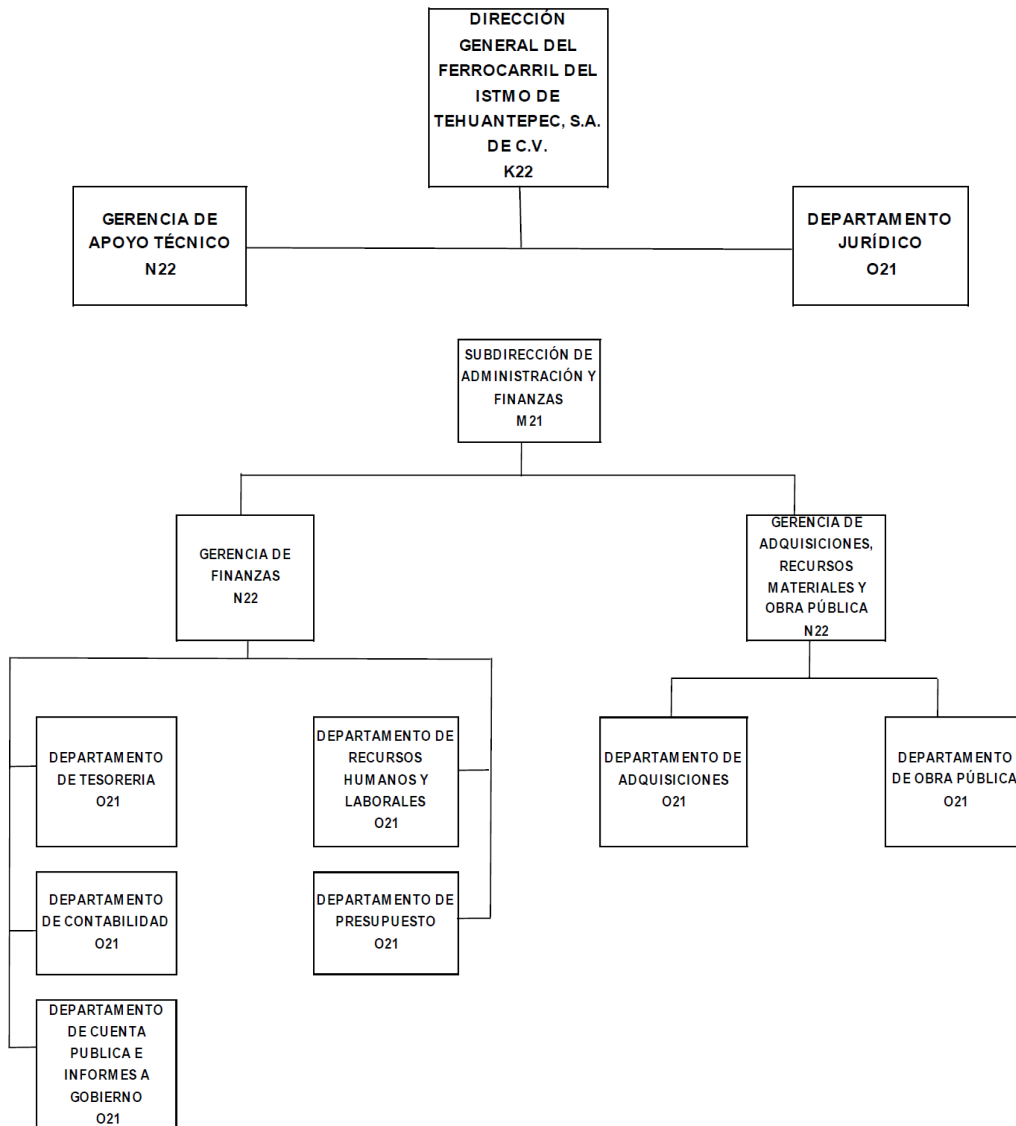 DIRECCIÓN
GENERAL DEL
FERROCARRIL DEL
ISTMO DE
TEHUANTEPEC, S.A.
DE C.V.
K22
GERENCIA DE
APOYO TÉCNICO
N22
DEPARTAMENTO
JURÍDICO
O21
SUBDIRECCIÓN DE
ADMINISTRACIÓN Y
FINANZAS
M21
GERENCIA DE
FINANZAS
N22
GERENCIA DE
ADQUISICIONES,
RECURSOS
MATERIALES Y
OBRA PÚBLICA
N22
DEPARTAMENTO
DE TESORERIA
O21
DEPARTAMENTO DE
RECURSOS
HUMANOS Y
LABORALES
O21
DEPARTAMENTO DE
ADQUISICIONES
O21
DEPARTAMENTO
DE OBRA PÚBLICA
O21
DEPARTAMENTO
DE CONTABILIDAD
O21
DEPARTAMENTO DE
PRESUPUESTO
O21
DEPARTAMENTO
DE CUENTA
PUBLICA E
INFORMES A
GOBIERNO
O21